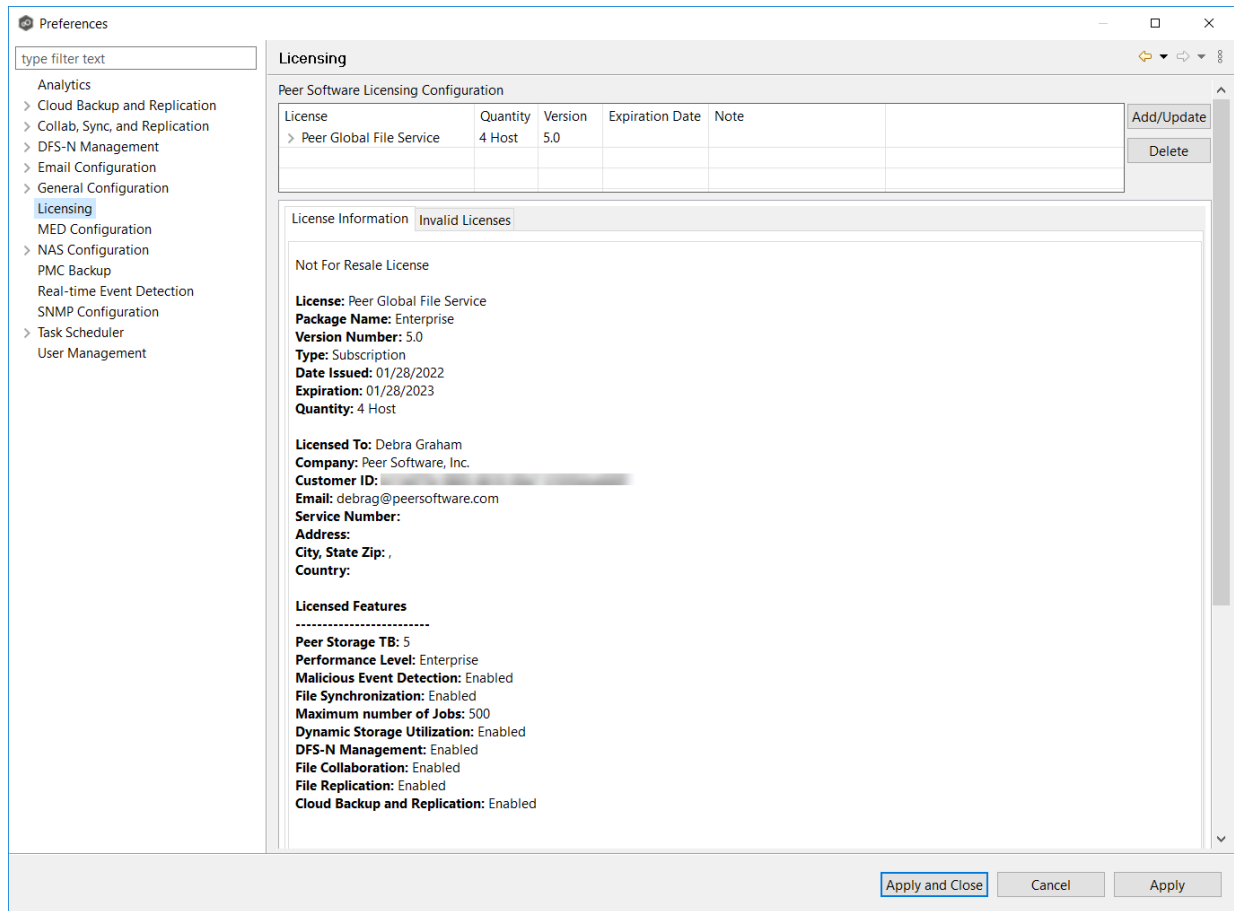 Preferences
type filter text
Analytics
Cloud Backup and Replication
Collab, Sync, and Replication
DFS-N Management
Email Configuration
General Configuration
Licensing
MED Configuration
NAS Configuration
PMC Backup
Real-time Event Detection
SNMP Configuration
Task Scheduler
User Management
Licensing
Peer Software Licensing Configuration
License Quantity Version Expiration Date Note
Peer Global File Service 4 Host 5.0
Add/Update
Delete
License Information Invalid Licenses
Not For Resale License
License: Peer Global File Service
Package Name: Enterprise
Version Number: 5.0
Type: Subscription
Date Issued: 01/28/2022
Expiration: 01/28/2023
Quantity: 4 Host
Licensed To: Debra Graham
Company: Peer Software, Inc.
Customer ID:
Email: debrag@peersoftware.com
Service Number:
Address:
City, State Zip: ,
Country:
Licensed Features
-------------------------
Peer Storage TB: 5
Performance Level: Enterprise
Malicious Event Detection: Enabled
File Synchronization: Enabled
Maximum number of Jobs: 500
Dynamic Storage Utilization: Enabled
DFS-N Management: Enabled
File Collaboration: Enabled
File Replication: Enabled
Cloud Backup and Replication: Enabled
Apply and Close Cancel Apply